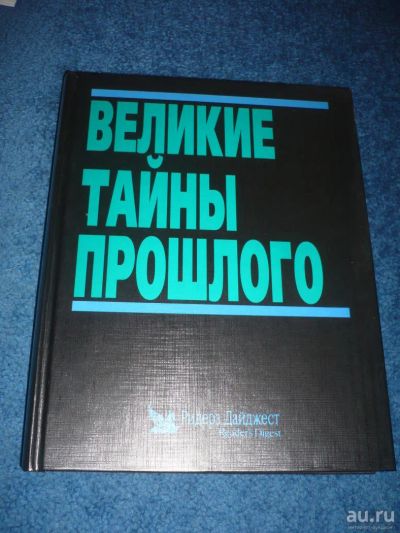 ВЕЛИКИЕ
ТАЙНЫ
ПРОШЛОГО
Ридерз Дайджест
Reader's Digest
au.ru